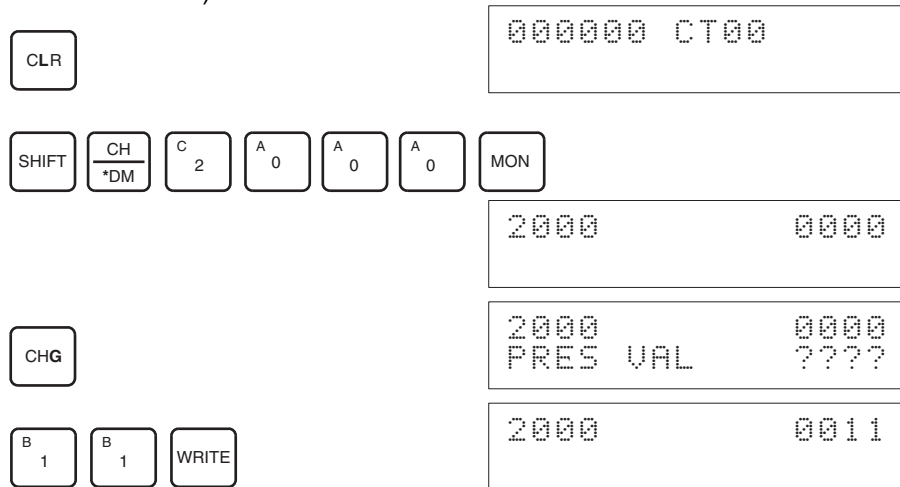 000000 CT00
CLR
SHIFT CH *DM C 2 A 0 A 0 A 0 MON
2000 0000
2000 0000
CHG PRES VAL ????
B 1 B 1 WRITE 2000 0011